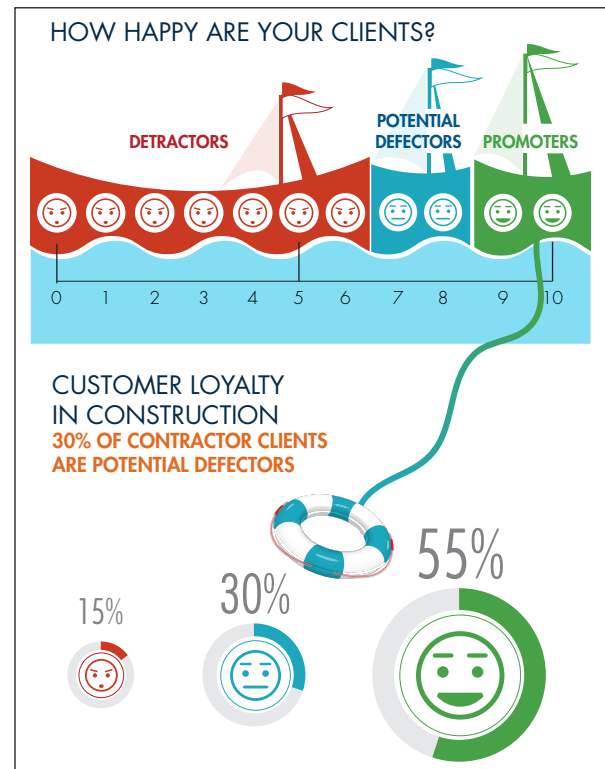 HOW HAPPY ARE YOUR CLIENTS?
DETRACTORS
POTENTIAL
DEFECTORS
PROMOTERS
0 1 2 3 4 5 6 7 8 9 10
CUSTOMER LOYALTY
IN CONSTRUCTION
30% OF CONTRACTOR CLIENTS
ARE POTENTIAL DEFECTORS
15%
30%
55%